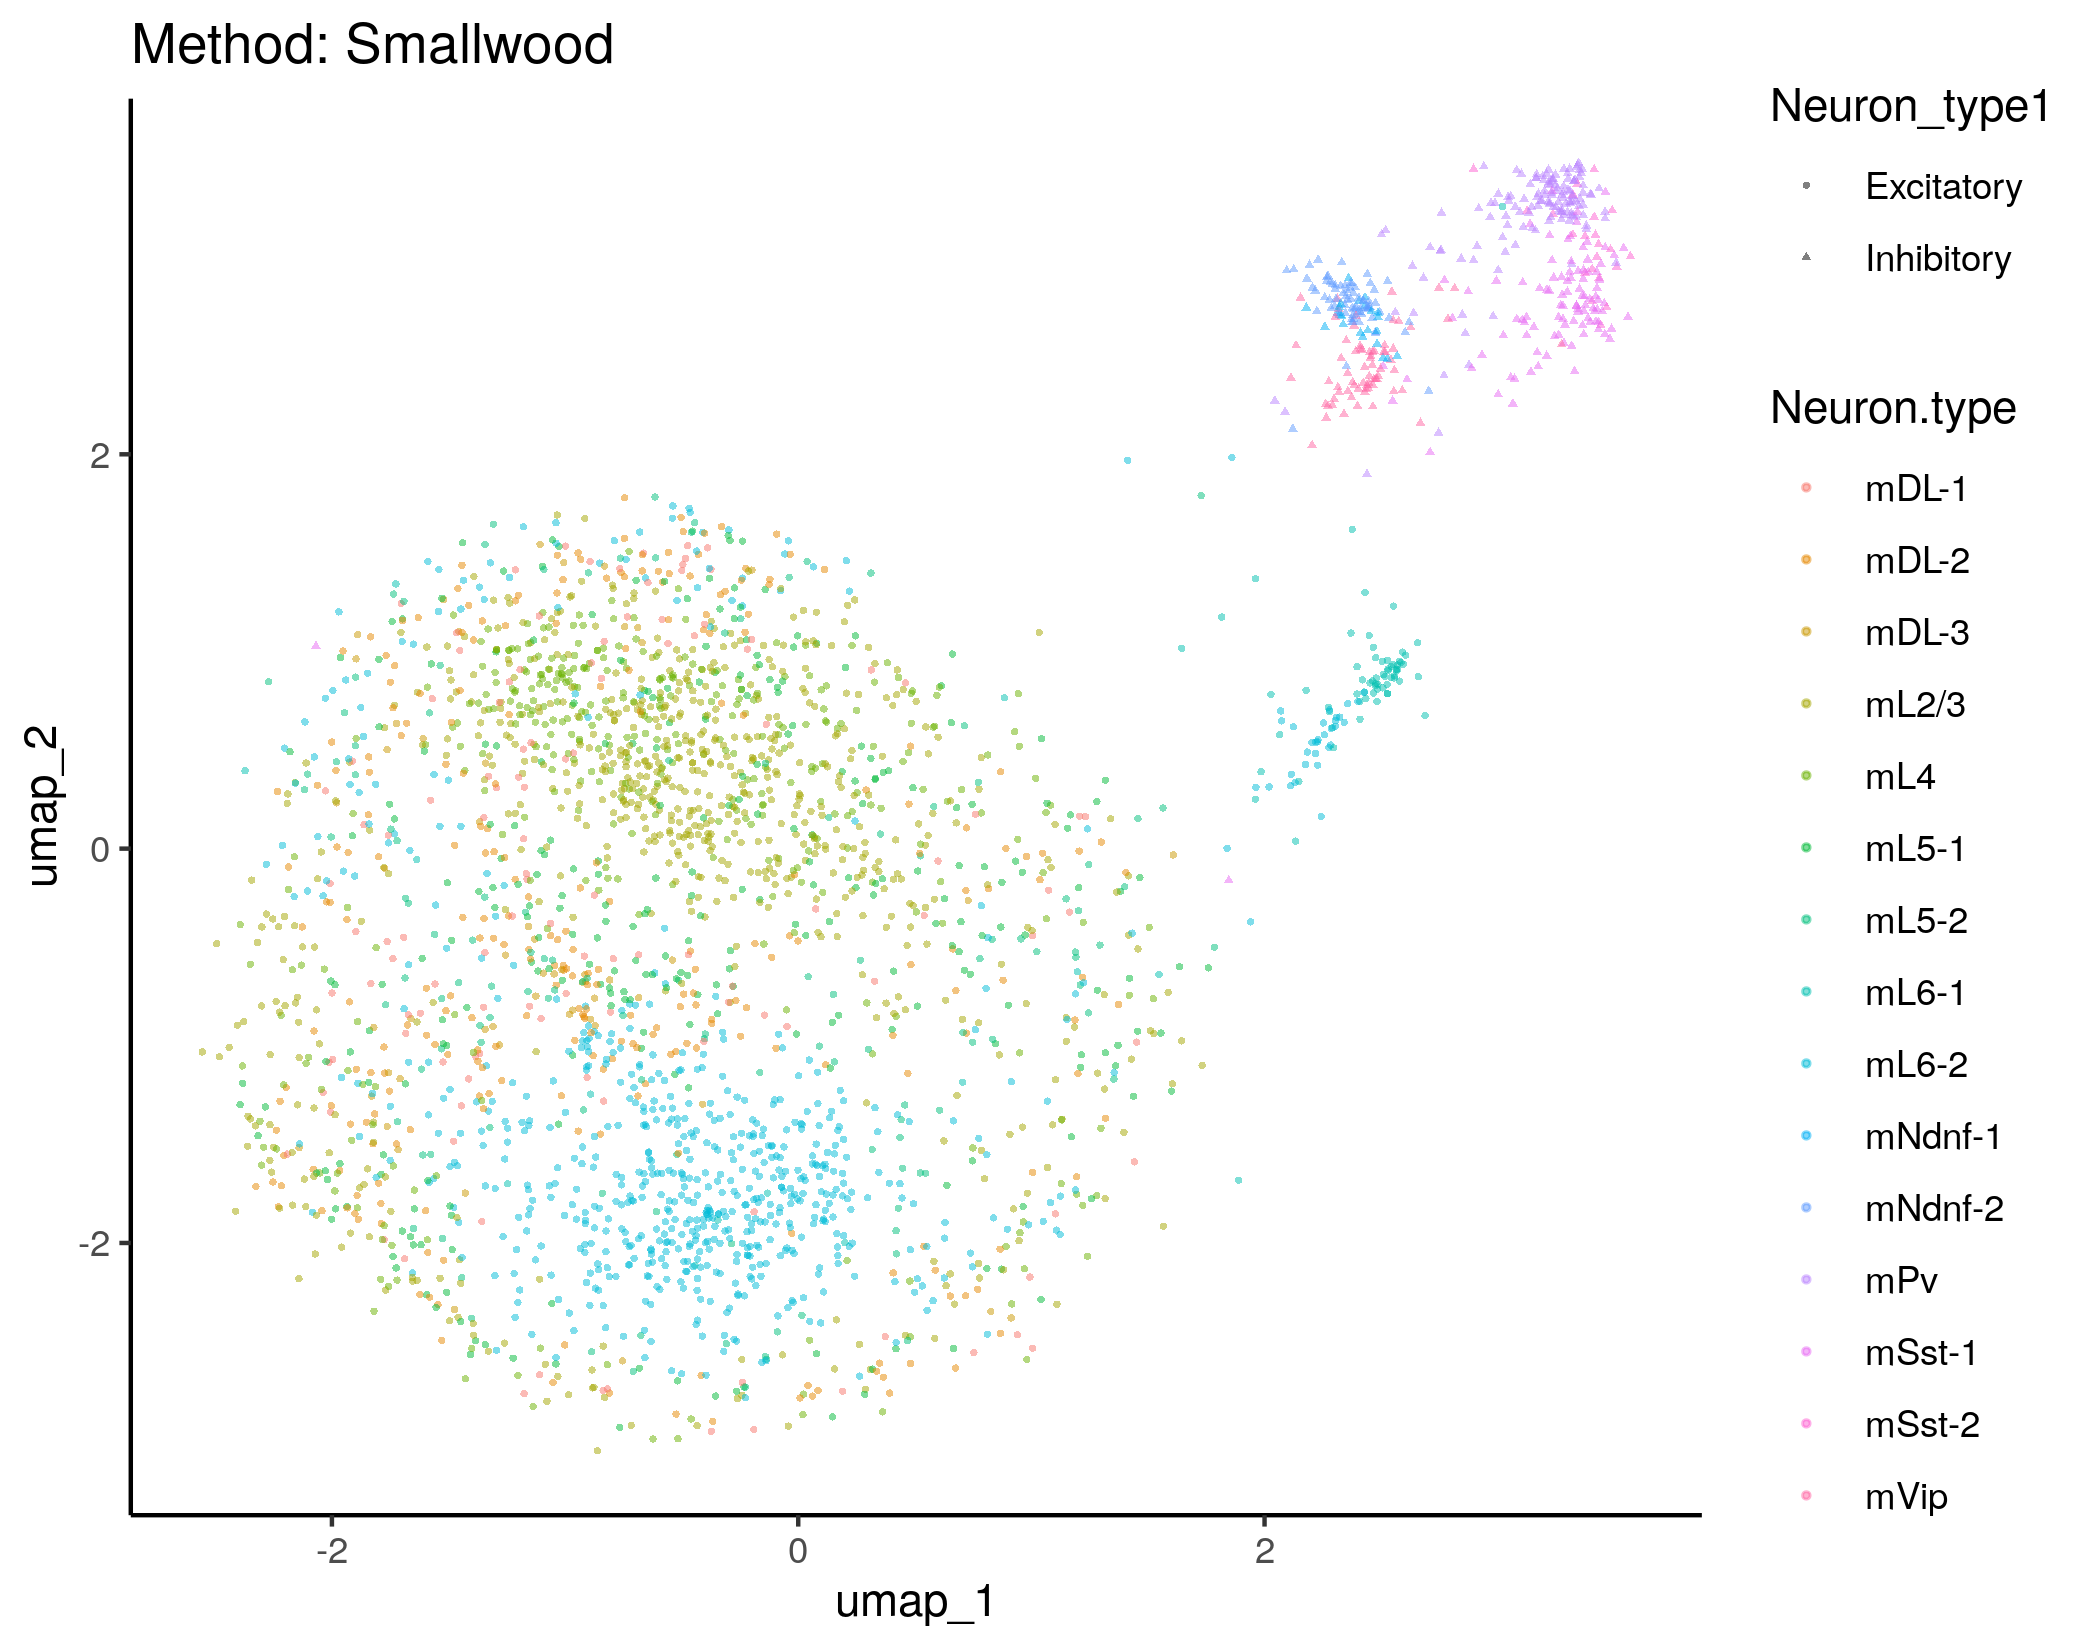 Method: Smallwood
umap_2
2
0
-2
-2
0
2
umap_1
Neuron_type1
Excitatory
Inhibitory
Neuron.type
mDL-1
mDL-2
mDL-3
mL2/3
mL4
mL5-1
mL5-2
mL6-1
mL6-2
mNdnf-1
mNdnf-2
mPv
mSst-1
mSst-2
mVip